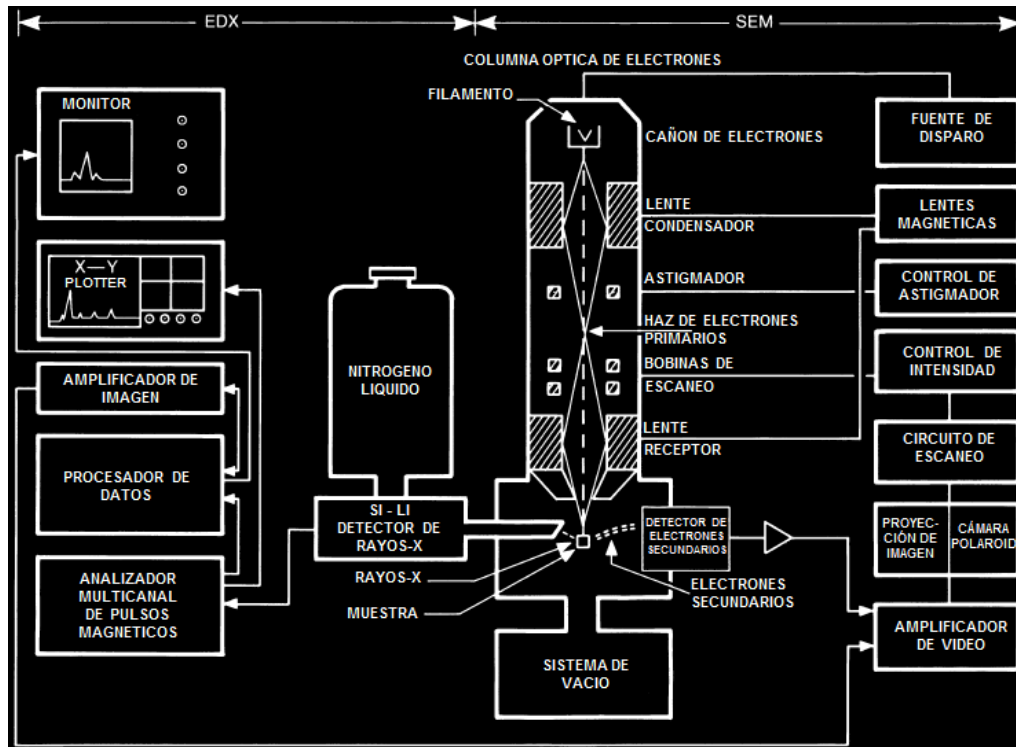 EDX
SEM
COLUMNA OPTICA DE ELECTRONES
MONITOR
FILAMENTO
CAÑON DE ELECTRONES
FUENTE DE
DISPARO
LENTE
CONDENSADOR
LENTES
MAGNETICAS
X—Y
PLOTTER
ASTIGMADOR
CONTROL DE
ASTIGMADOR
HAZ DE ELECTRONES
PRIMARIOS
NITROGENO
LIQUIDO
BOBINAS DE
ESCANEO
CONTROL DE
INTENSIDAD
AMPLIFICADOR DE
IMAGEN
LENTE
RECEPTOR
CIRCUITO DE
ESCANEO
PROCESADOR DE
DATOS
SI - LI
DETECTOR DE
RAYOS-X
DETECTOR DE
ELECTRONES
SECUNDARIOS
PROYEC-
CIÓN DE
IMAGEN
CÁMARA
POLAROID
RAYOS-X
ELECTRONES
SECUNDARIOS
MUESTRA
ANALIZADOR
MULTICANAL
DE PULSOS
MAGNETICOS
AMPLIFICADOR
DE VIDEO
SISTEMA DE
VACIO